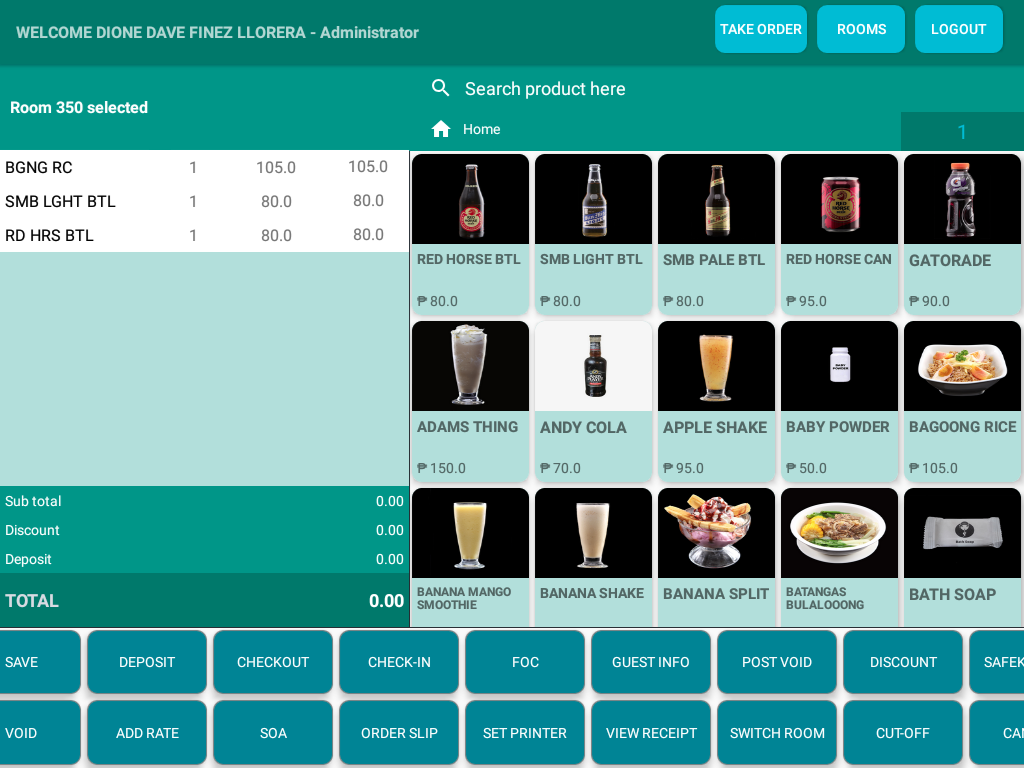 WELCOME DIONE DAVE FINEZ LLORERA - Administrator
TAKE ORDER
ROOMS
LOGOUT
Room 350 selected
Search product here
Home
1
BGNG RC 1 105.0 105.0
SMB LGHT BTL 1 80.0 80.0
RD HRS BTL 1 80.0 80.0
RED HORSE BTL
₱ 80.0
SMB LIGHT BTL
₱ 80.0
SMB PALE BTL
₱ 80.0
RED HORSE CAN
₱ 95.0
GATORADE
₱ 90.0
ADAMS THING
₱ 150.0
ANDY COLA
₱ 70.0
APPLE SHAKE
₱ 95.0
BABY
POWDER
BABY POWDER
₱ 50.0
BAGOONG RICE
₱ 105.0
BANANA MANGO
SMOOTHIE
BANANA SHAKE
BANANA SPLIT
BATANGAS
BULALOOONG
Bath Soap
BATH SOAP
Sub total 0.00
Discount 0.00
Deposit 0.00
TOTAL 0.00
SAVE
DEPOSIT
CHECKOUT
CHECK-IN
FOC
GUEST INFO
POST VOID
DISCOUNT
SAFEK
VOID
ADD RATE
SOA
ORDER SLIP
SET PRINTER
VIEW RECEIPT
SWITCH ROOM
CUT-OFF
CAN